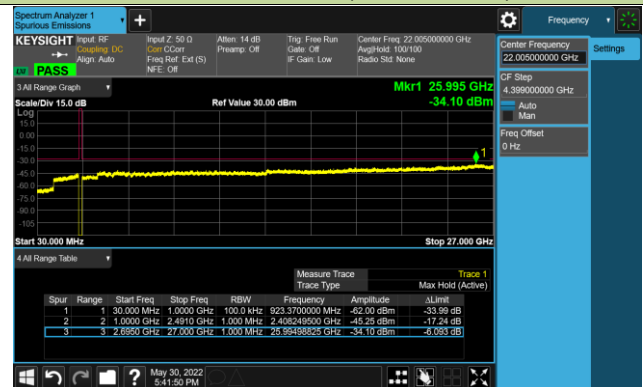 Spectrum Analyzer 1
Spurious Emissions
Frequency
KEYSIGHT
Input: RF
Coupling: DC
Align: Auto
Input Z: 50 Ω
Corr CCorr
Freq Ref: Ext (S)
NFE: Off
Atten: 14 dB
Preamp: Off
Trig: Free Run
Gate: Off
IF Gain: Low
Center Freq: 22.005000000 GHz
Avg|Hold: 100/100
Radio Std: None
PASS
Center Frequency
22.005000000 GHz
Settings
CF Step
4.399000000 GHz
Auto
Man
Freq Offset
0 Hz
3 All Range Graph
Mkr1 25.995 GHz
-34.10 dBm
Scale/Div 15.0 dB
Ref Value 30.00 dBm
Log
15.0
0.00
-15.0
-30.0
-45.0
-60.0
-75.0
-90.0
-105
1
Start 30.000 MHz
Stop 27.000 GHz
4 All Range Table
Measure Trace Trace 1
Trace Type Max Hold (Active)
Spur Range Start Freq Stop Freq RBW Frequency Amplitude ΔLimit
1 1 30.000 MHz 1.0000 GHz 100.0 kHz 923.3700000 MHz -62.00 dBm -33.99 dB
2 2 1.0000 GHz 2.4910 GHz 1.000 MHz 2.408249500 GHz -45.25 dBm -17.24 dB
3 3 2.6950 GHz 27.000 GHz 1.000 MHz 25.99498825 GHz -34.10 dBm -6.093 dB
May 30, 2022
5:41:50 PM